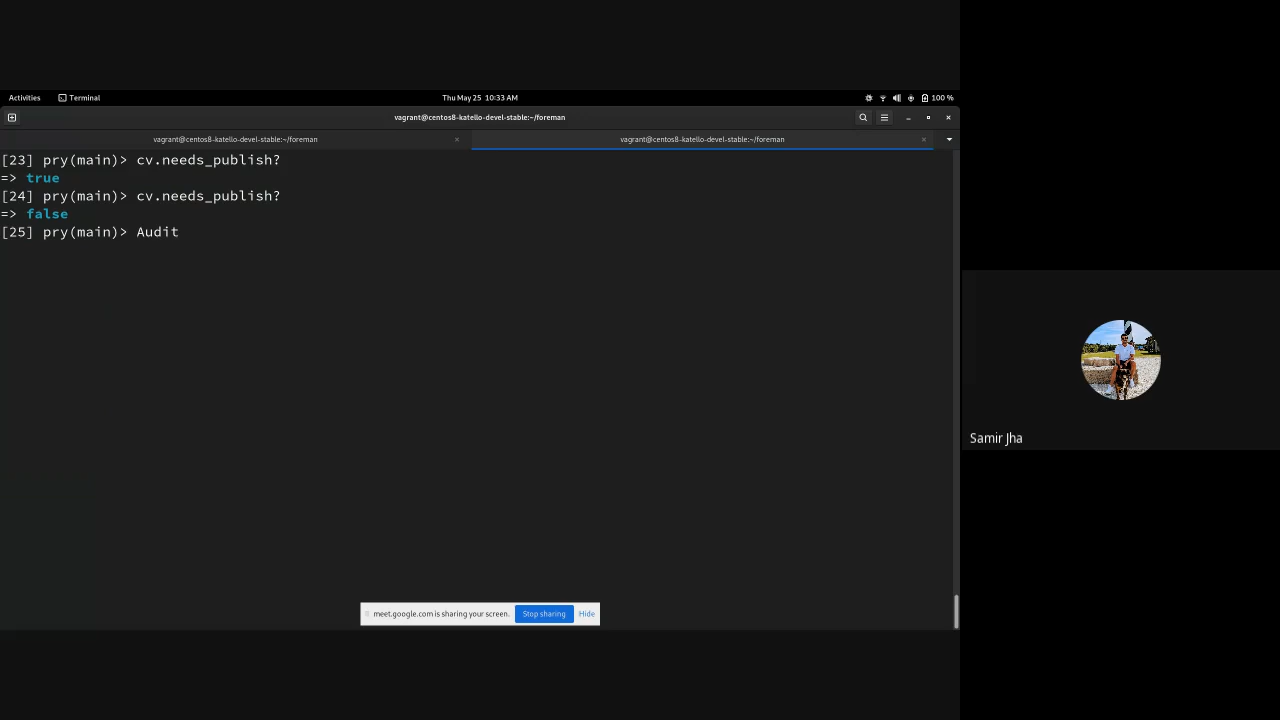 Activities
Terminal
Thu May 25 10:33 AM
100 %
vagrant@centos8-katello-devel-stable:~/foreman
vagrant@centos8-katello-devel-stable:~/foreman
vagrant@centos8-katello-devel-stable:~/foreman
[23] pry(main)> cv.needs_publish?
=> true
[24] pry(main)> cv.needs_publish?
=> false
[25] pry(main)> Audit
Samir Jha
meet.google.com is sharing your screen.
Stop sharing
Hide